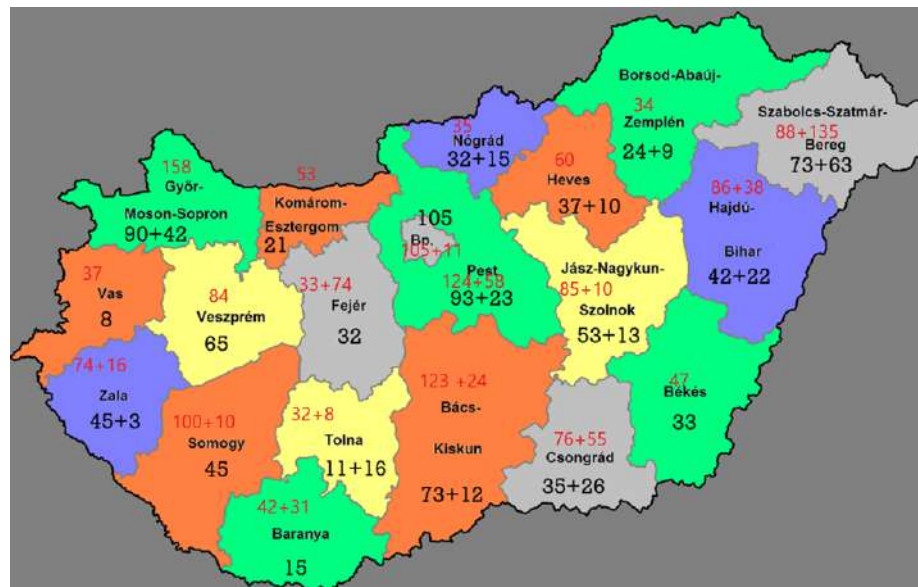 35
Nógrád
32+15
Borsod-Abaúj-
34
Zemplén
24+9
Szabolcs-Szatmár-
88+135
Bereg
73+63
158
Győr-
Moson-Sopron
90+42
53
Komárom-
Esztergom
21
60
Heves
37+10
86+38
Hajdú-
Bihar
42+22
105
Bp.
105+11
Pest
124+58
93+23
37
Vas
8
84
Veszprém
65
33+74
Fejér
32
Jász-Nagykun-
85+10
Szolnok
53+13
74+16
Zala
45+3
100+10
Somogy
45
32+8
Tolna
11+16
123 +24
Bács-
Kiskun
73+12
76+55
Csongrád
35+26
47
Békés
33
42+31
Baranya
15